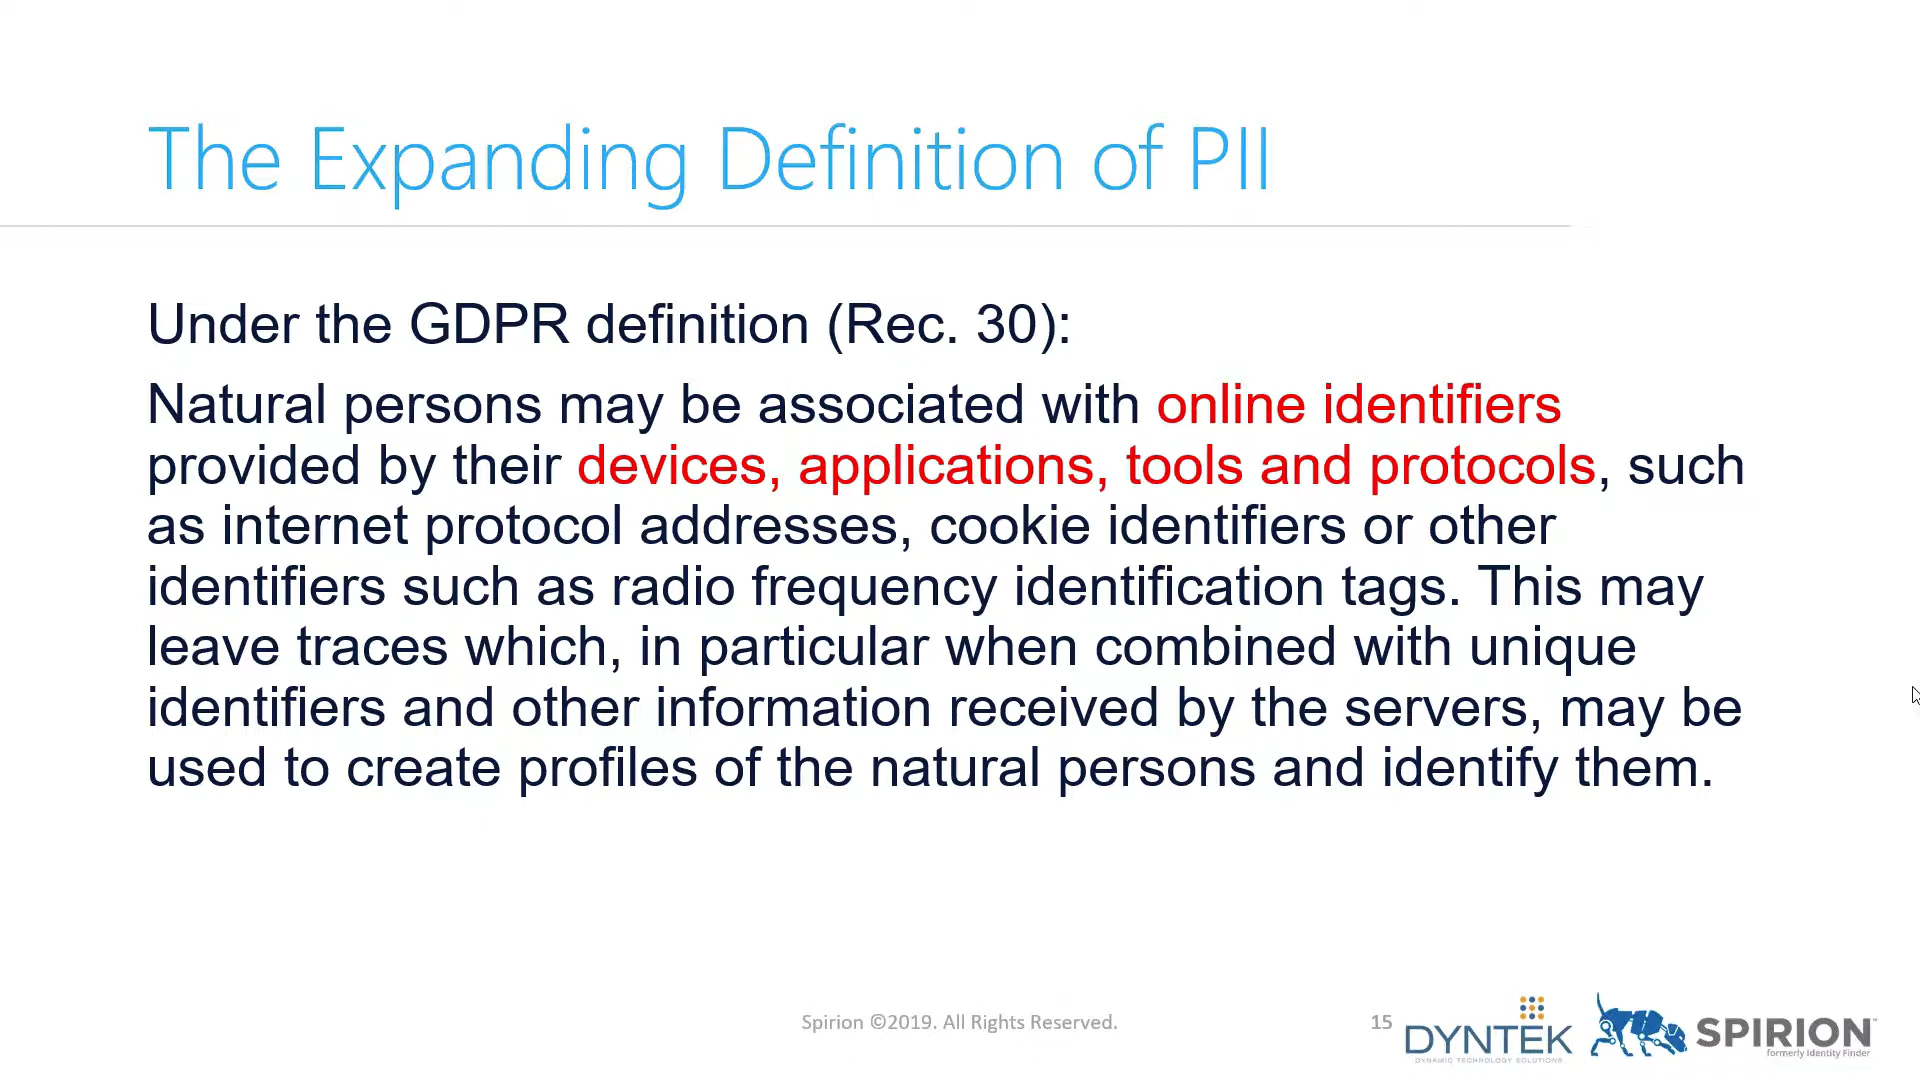 The Expanding Definition of PII
Under the GDPR definition (Rec. 30):
Natural persons may be associated with online identifiers
provided by their devices, applications, tools and protocols, such
as internet protocol addresses, cookie identifiers or other
identifiers such as radio frequency identification tags. This may
leave traces which, in particular when combined with unique
identifiers and other information received by the servers, may be
used to create profiles of the natural persons and identify them.
Spirion ©2019. All Rights Reserved.
15
DYNTEK
DYNAMIC TECHNOLOGY SOLUTIONS
SPIRION™
formerly Identity Finder